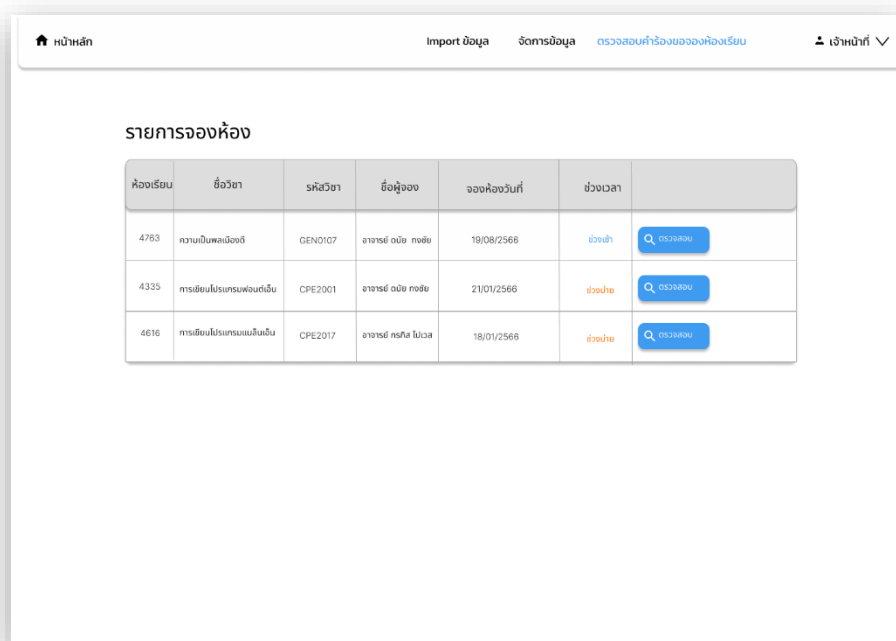 หน้าหลัก Import ข้อมูล จัดการข้อมูล ตรวจสอบคำร้องขอจองห้องเรียน เจ้าหน้าที่
รายการจองห้อง
ห้องเรียน ชื่อวิชา รหัสวิชา ชื่อผู้จอง จองห้องวันที่ ช่วงเวลา
4763 ความเป็นพลเมืองดี GEN0107 อาจารย์ ดนัย ทงชัย 19/08/2566 ช่วงเช้า ตรวจสอบ
4335 การเขียนโปรแกรมฟอนต์เอ็น CPE2001 อาจารย์ ดนัย ทงชัย 21/01/2566 ช่วงบ่าย ตรวจสอบ
4616 การเขียนโปรแกรมแบล็นเอ็น CPE2017 อาจารย์ 18/01/2566 ช่วงบ่าย ตรวจสอบ